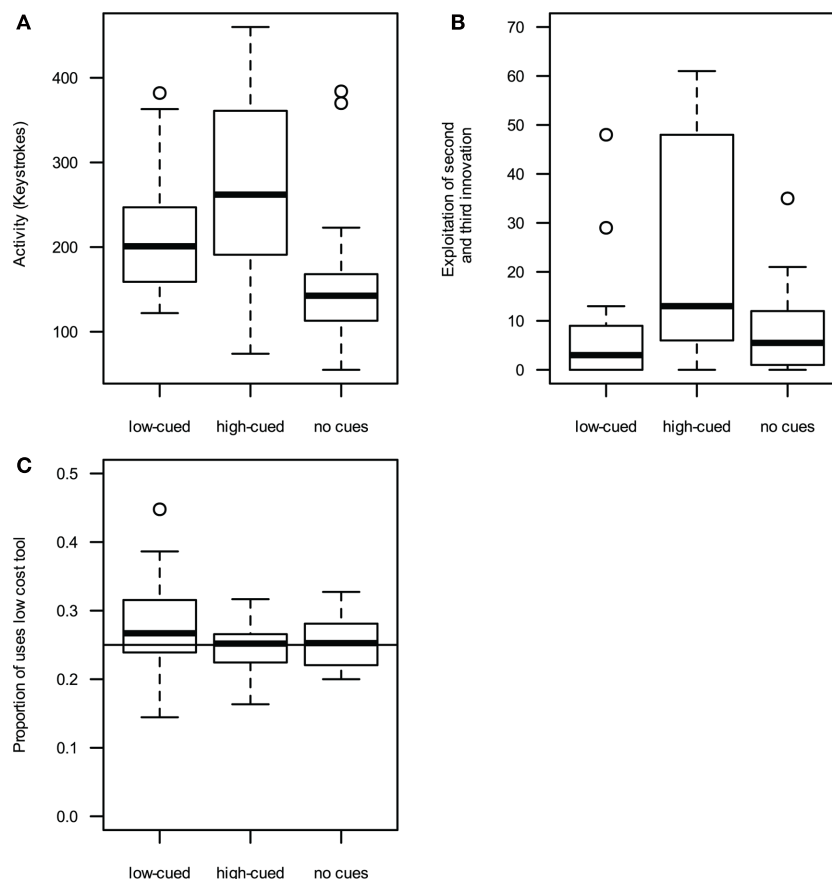 A
Activity (Keystrokes)
400
300
200
100
low-cued
high-cued
no cues
B
Exploitation of second
and third innovation
70
60
50
40
30
20
10
0
low-cued
high-cued
no cues
C
Proportion of uses low cost tool
0.5
0.4
0.3
0.2
0.1
0.0
low-cued
high-cued
no cues